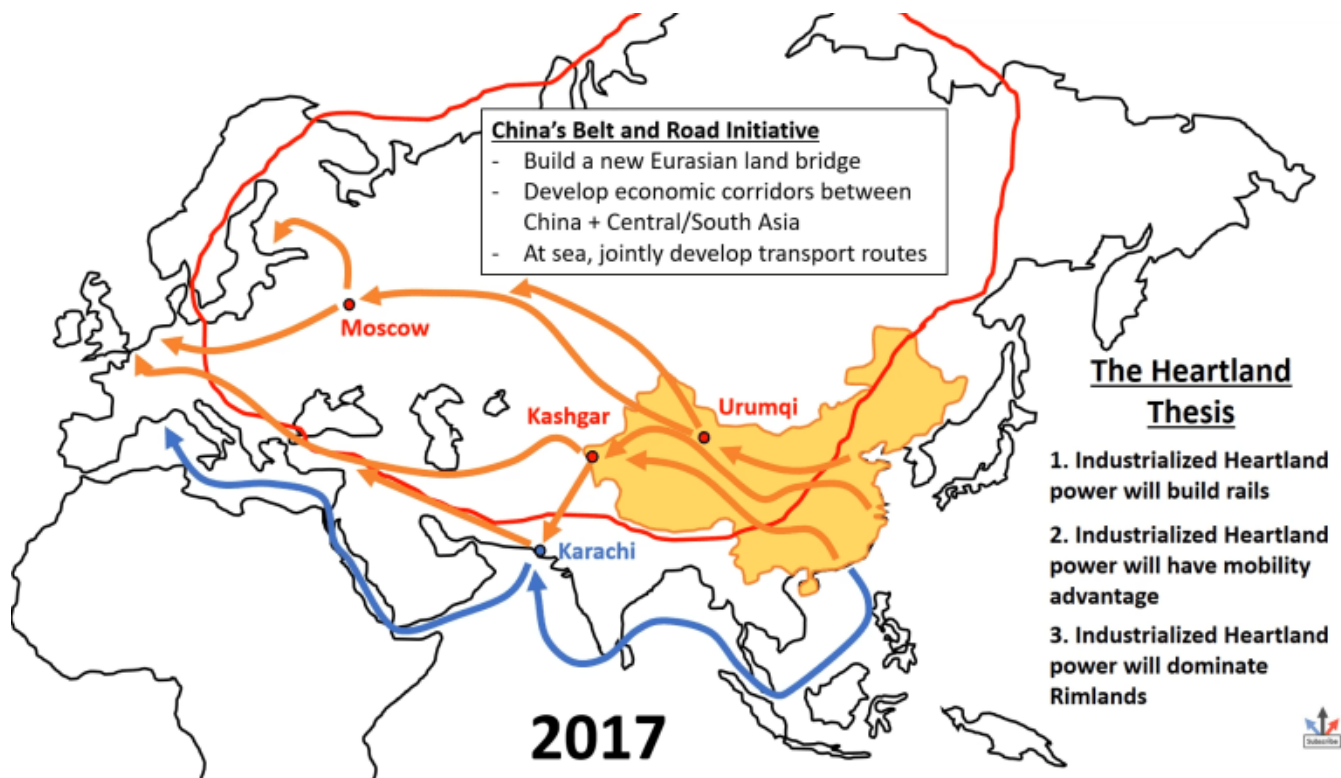 China's Belt and Road Initiative
- Build a new Eurasian land bridge
- Develop economic corridors between
China + Central/South Asia
- At sea, jointly develop transport routes
Moscow
Kashgar
Urumqi
Karachi
2017
The Heartland
Thesis
1. Industrialized Heartland
power will build rails
2. Industrialized Heartland
power will have mobility
advantage
3. Industrialized Heartland
power will dominate
Rimlands
Subscribe